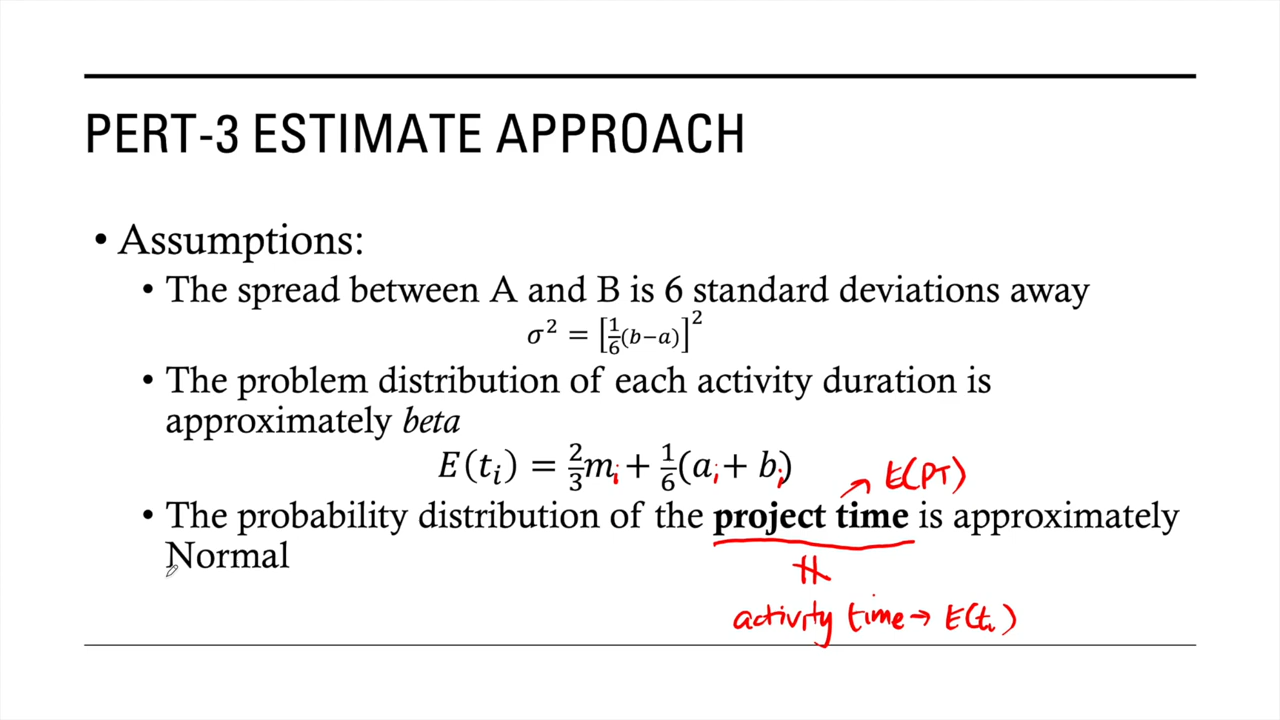 PERT-3 ESTIMATE APPROACH
• Assumptions:
• The spread between A and B is 6 standard deviations away
σ² = [1/6(b−a)]²
• The problem distribution of each activity duration is
approximately beta
E(tᵢ) = 2/3 mᵢ + 1/6 (aᵢ + bᵢ)
E(PT)
• The probability distribution of the project time is approximately
Normal
≠
activity time → E(tᵢ)